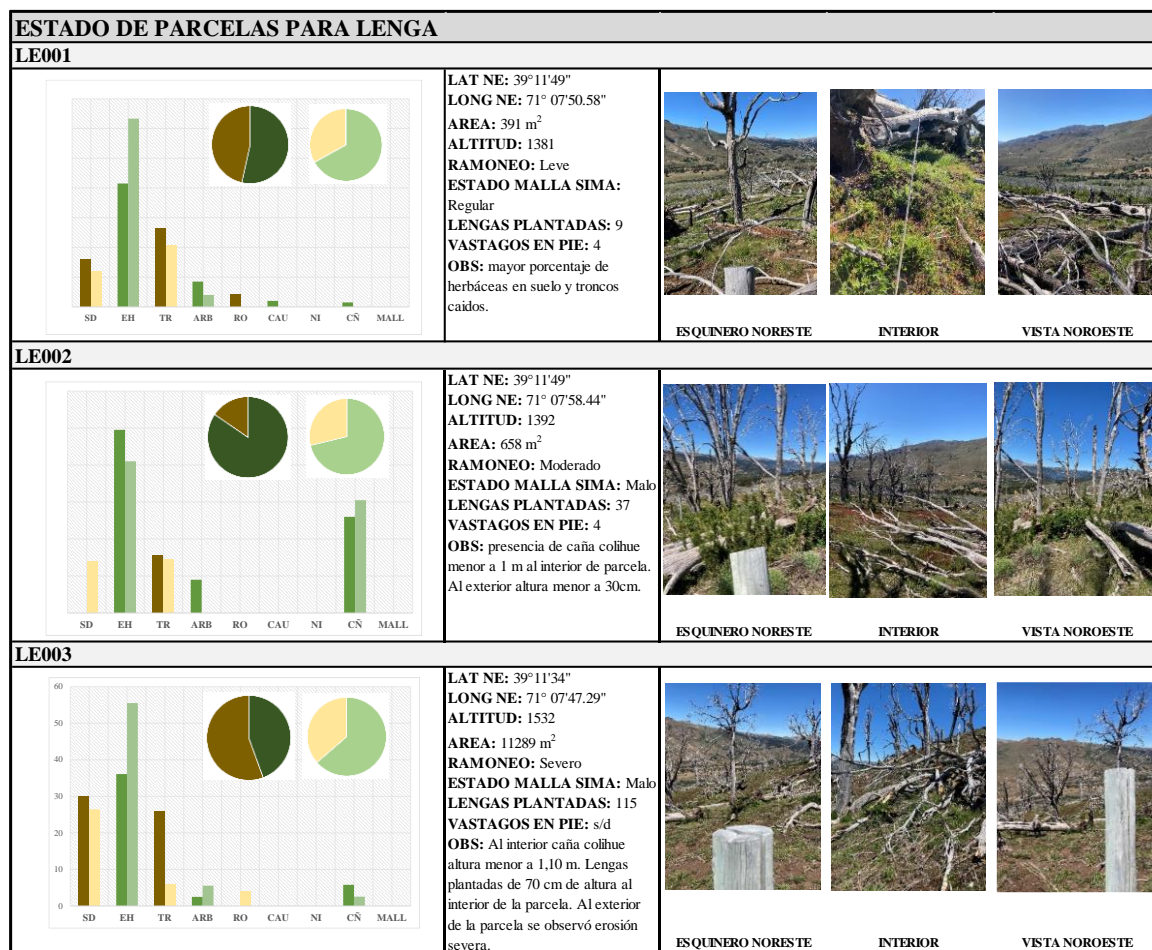 ESTADO DE PARCELAS PARA LENGA
LE001
SD EH TR ARB RO CAU NI CÑ MALL
LAT NE: 39°11'49"
LONG NE: 71° 07'50.58"
AREA: 391 m²
ALTITUD: 1381
RAMONEO: Leve
ESTADO MALLA SIMA:
Regular
LENGAS PLANTADAS: 9
VASTAGOS EN PIE: 4
OBS: mayor porcentaje de
herbáceas en suelo y troncos
caidos.
ESQUINERO NORESTE INTERIOR VISTA NOROESTE
LE002
SD EH TR ARB RO CAU NI CÑ MALL
LAT NE: 39°11'49"
LONG NE: 71° 07'58.44"
ALTITUD: 1392
AREA: 658 m²
RAMONEO: Moderado
ESTADO MALLA SIMA: Malo
LENGAS PLANTADAS: 37
VASTAGOS EN PIE: 4
OBS: presencia de caña colihue
menor a 1 m al interior de parcela.
Al exterior altura menor a 30cm.
ESQUINERO NORESTE INTERIOR VISTA NOROESTE
LE003
60
50
40
30
20
10
0
SD EH TR ARB RO CAU NI CÑ MALL
LAT NE: 39°11'34"
LONG NE: 71° 07'47.29"
ALTITUD: 1532
AREA: 11289 m²
RAMONEO: Severo
ESTADO MALLA SIMA: Malo
LENGAS PLANTADAS: 115
VASTAGOS EN PIE: s/d
OBS: Al interior caña colihue
altura menor a 1,10 m. Lengas
plantadas de 70 cm de altura al
interior de la parcela. Al exterior
de la parcela se observó erosión
severa.
ESQUINERO NORESTE INTERIOR VISTA NOROESTE